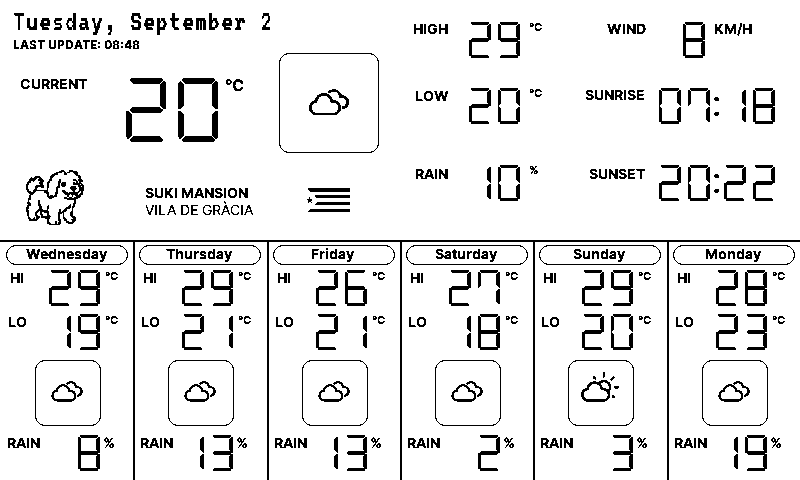 Tuesday, September 2
LAST UPDATE: 08:48
CURRENT 20 °C
SUKI MANSION
VILA DE GRÀCIA
HIGH 29 °C
LOW 20 °C
RAIN 10 %
WIND 8 KM/H
SUNRISE 07:18
SUNSET 20:22
Wednesday
HI 29 °C
LO 19 °C
RAIN 8 %
Thursday
HI 29 °C
LO 21 °C
RAIN 13 %
Friday
HI 26 °C
LO 21 °C
RAIN 13 %
Saturday
HI 27 °C
LO 18 °C
RAIN 2 %
Sunday
HI 29 °C
LO 20 °C
RAIN 3 %
Monday
HI 28 °C
LO 23 °C
RAIN 19 %